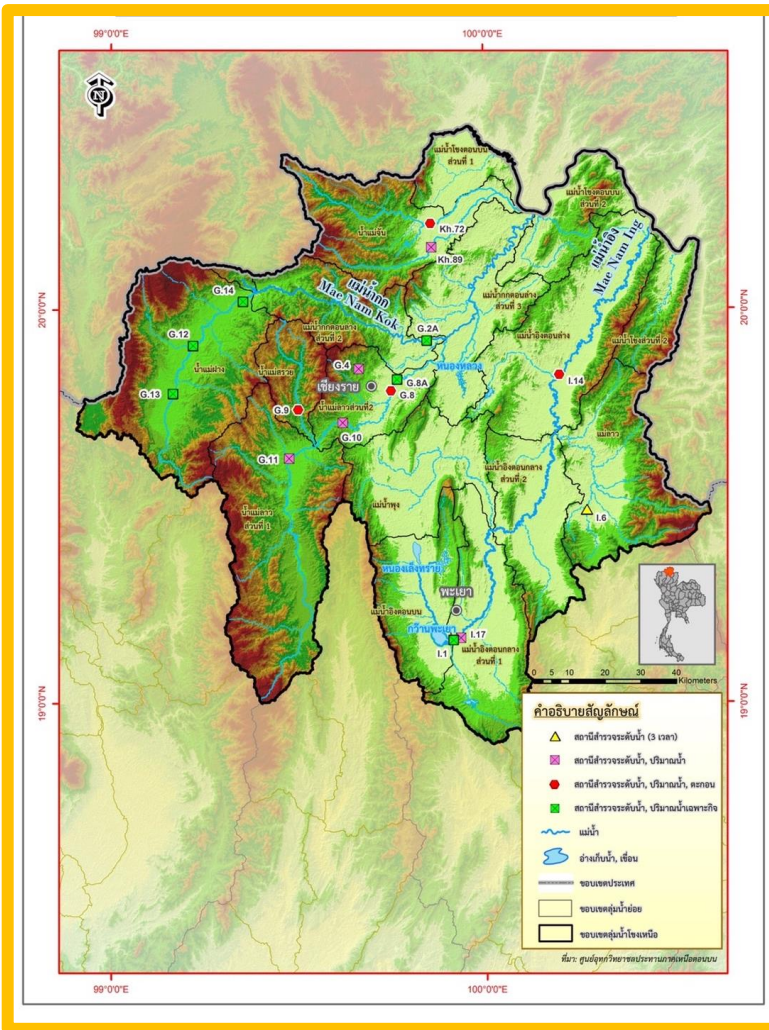 99°0'0"E
100°0'0"E
N
แม่น้ำโขงตอนบน
ส่วนที่ 1
แม่น้ำโขงตอนบน
ส่วนที่ 2
น้ำแม่จัน
Kh.72
Kh.89
แม่น้ำอิง
Mae Nam Ing
แม่น้ำกก
Mae Nam Kok
G.14
20°0'0"N
20°0'0"N
แม่น้ำกกตอนล่าง
ส่วนที่ 3
แม่น้ำกกตอนล่าง
ส่วนที่ 2
G.12
G.2A
แม่น้ำอิงตอนล่าง
แม่น้ำโขงส่วนที่ 2
น้ำแม่ฝาง
น้ำแม่สรวย
G.4
หนองหลวง
I.14
G.13
เชียงราย
G.8A
G.8
G.9
น้ำแม่ลาวส่วนที่2
G.10
แม่ลาว
G.11
แม่น้ำอิงตอนกลาง
ส่วนที่ 2
น้ำแม่ลาว
ส่วนที่ 1
แม่น้ำพุง
I.6
หนองเล็งทราย
พะเยา
แม่น้ำอิงตอนบน
กว๊านพะเยา
I.17
I.1
แม่น้ำอิงตอนกลาง
ส่วนที่ 1
0 5 10 20 30 40
Kilometers
19°0'0"N
19°0'0"N
คำอธิบายสัญลักษณ์
สถานีสำรวจระดับน้ำ (3 เวลา)
สถานีสำรวจระดับน้ำ, ปริมาณน้ำ
สถานีสำรวจระดับน้ำ, ปริมาณน้ำ, ตะกอน
สถานีสำรวจระดับน้ำ, ปริมาณน้ำเฉพาะกิจ
แม่น้ำ
อ่างเก็บน้ำ, เขื่อน
ขอบเขตประเทศ
ขอบเขตลุ่มน้ำย่อย
ขอบเขตลุ่มน้ำโขงเหนือ
ที่มา: ศูนย์อุทกวิทยาชลประทานภาคเหนือตอนบน
99°0'0"E
100°0'0"E